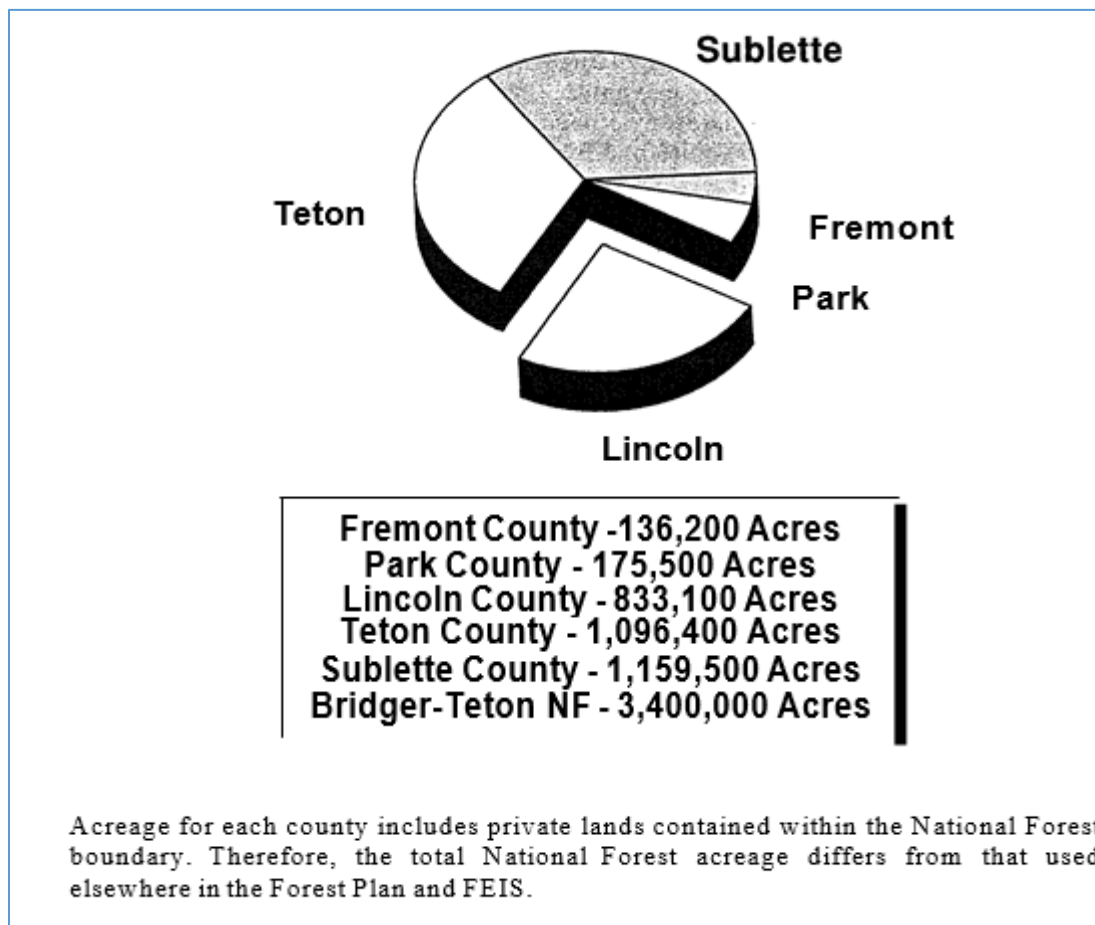 Sublette
Teton
Fremont
Park
Lincoln
Fremont County -136,200 Acres
Park County - 175,500 Acres
Lincoln County - 833,100 Acres
Teton County - 1,096,400 Acres
Sublette County - 1,159,500 Acres
Bridger-Teton NF - 3,400,000 Acres
Acreage for each county includes private lands contained within the National Forest
boundary. Therefore, the total National Forest acreage differs from that used
elsewhere in the Forest Plan and FEIS.